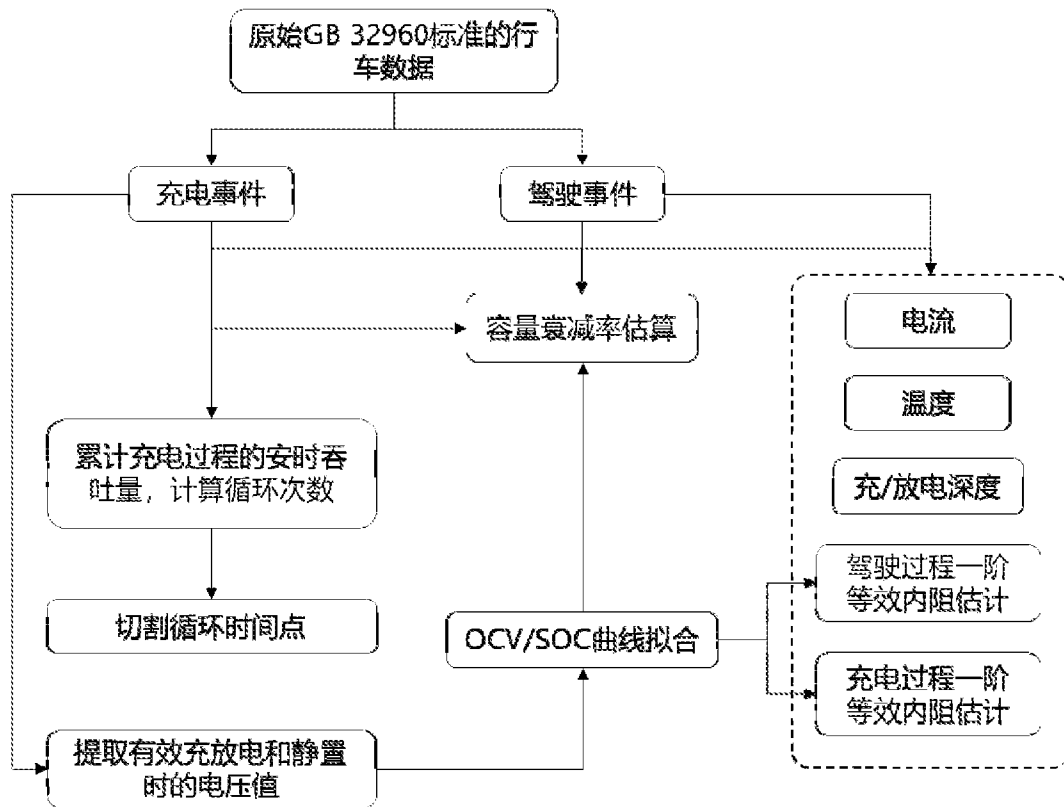 原始GB 32960标准的行
车数据
充电事件
驾驶事件
容量衰减率估算
电流
温度
累计充电过程的安时吞
吐量，计算循环次数
充/放电深度
驾驶过程一阶
等效内阻估计
切割循环时间点
OCV/SOC曲线拟合
充电过程一阶
等效内阻估计
提取有效充放电和静置
时的电压值